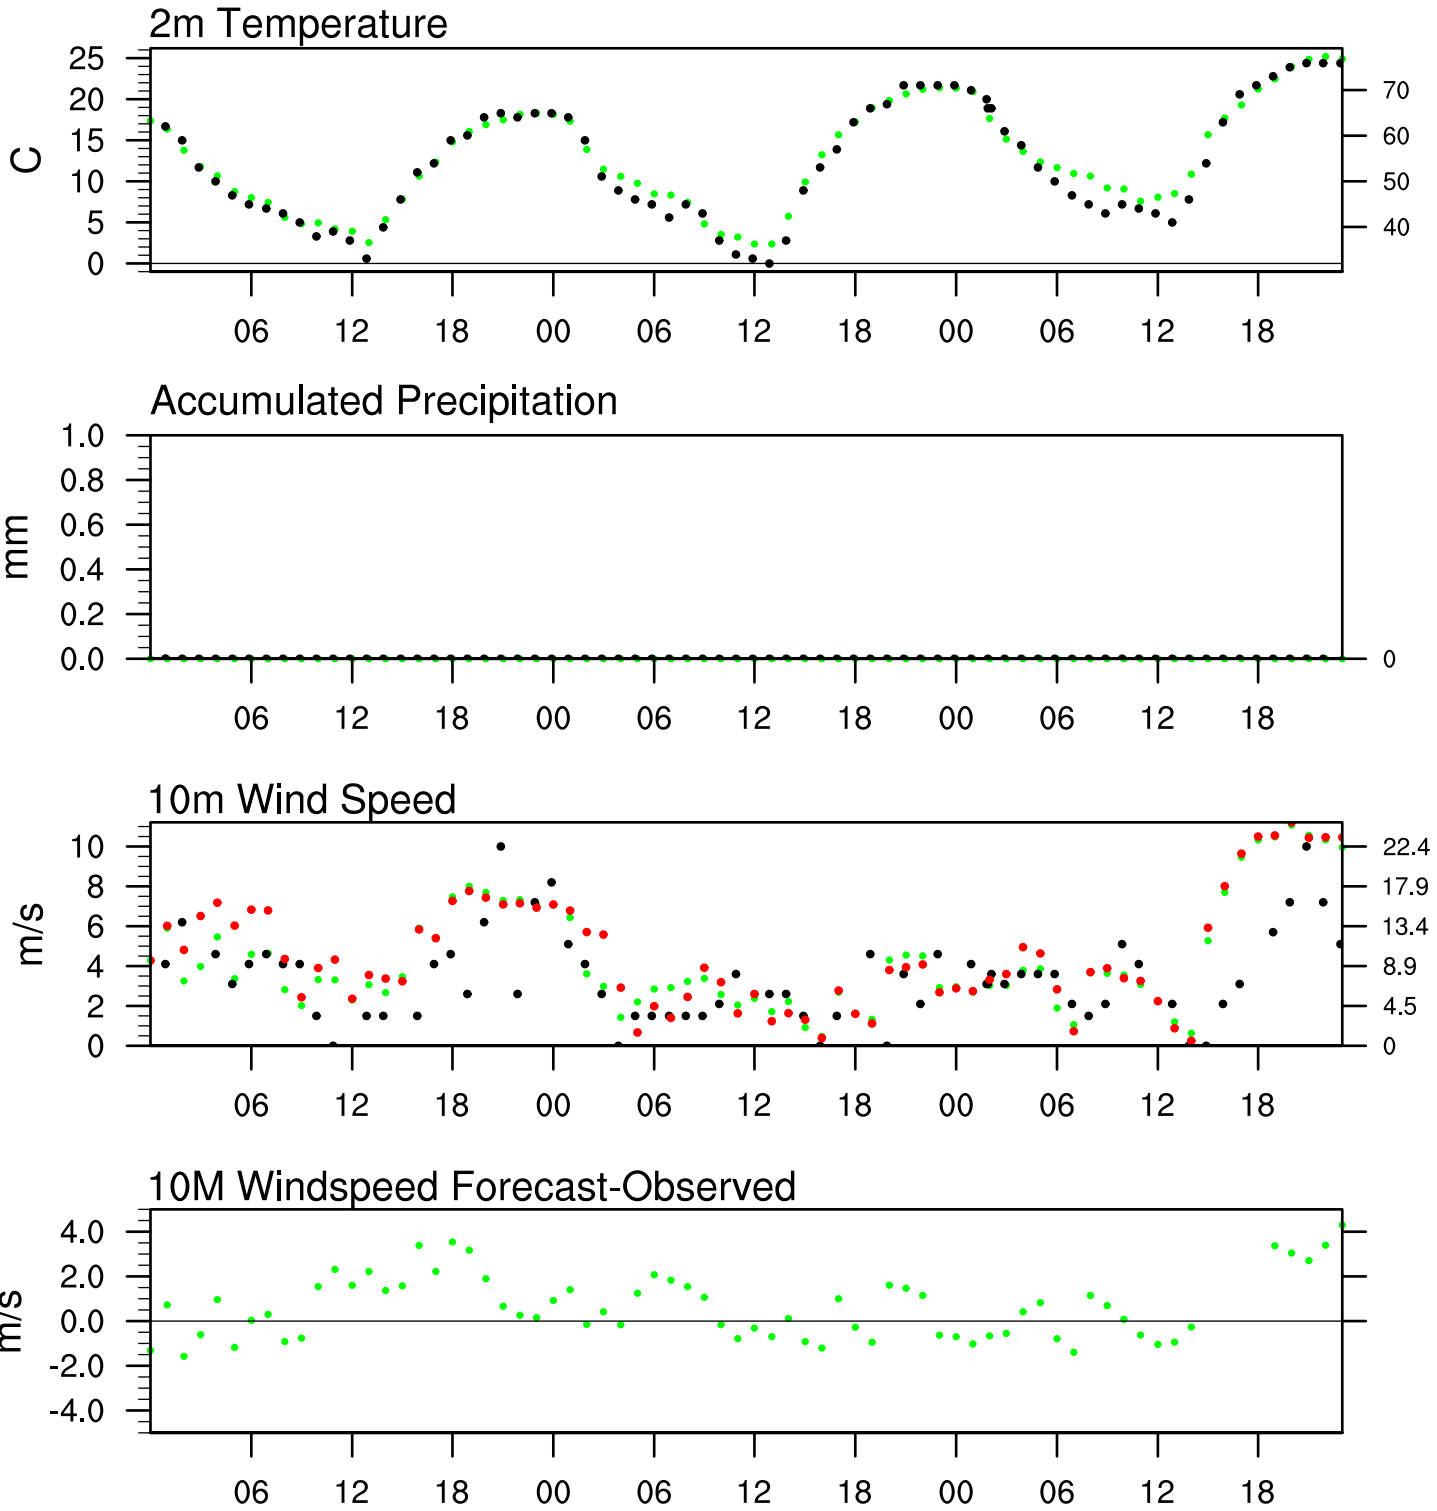 2m Temperature
25
20
15
10
5
0
C
70
60
50
40
06 12 18 00 06 12 18 00 06 12 18
Accumulated Precipitation
1.0
0.8
0.6
0.4
0.2
0.0
mm
0
06 12 18 00 06 12 18 00 06 12 18
10m Wind Speed
10
8
6
4
2
0
m/s
22.4
17.9
13.4
8.9
4.5
0
06 12 18 00 06 12 18 00 06 12 18
10M Windspeed Forecast-Observed
4.0
2.0
0.0
-2.0
-4.0
m/s
06 12 18 00 06 12 18 00 06 12 18